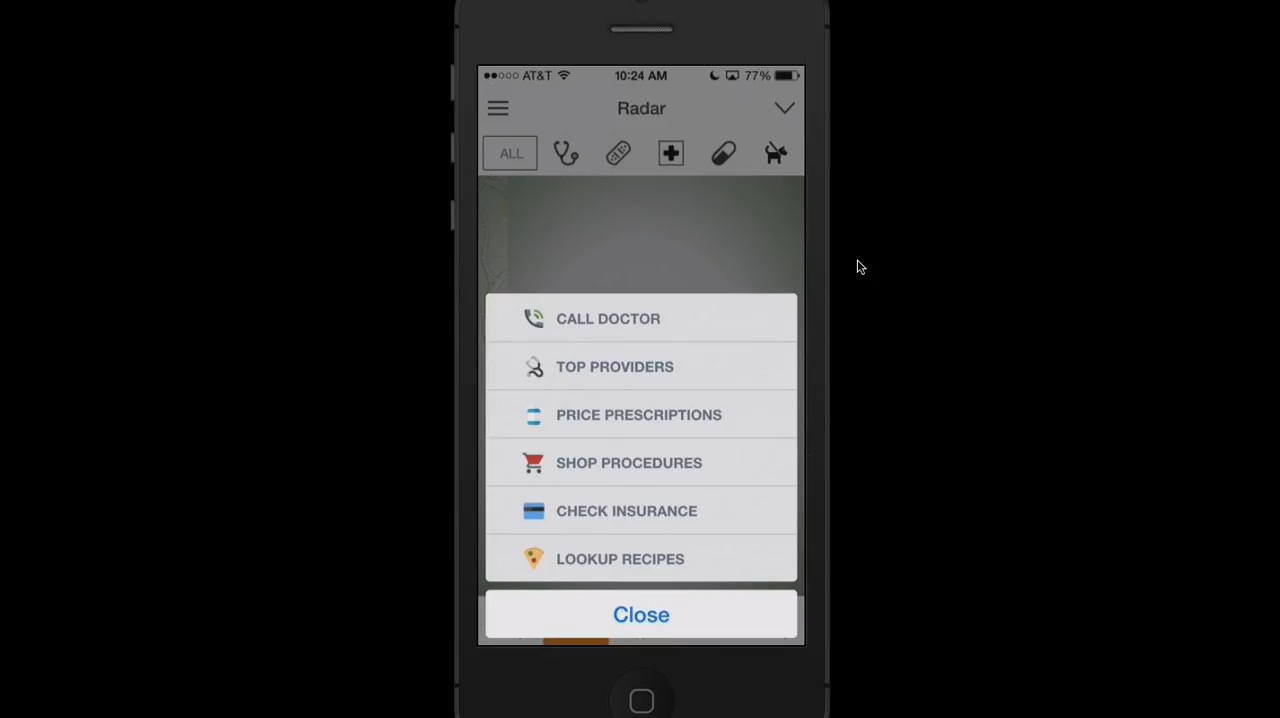 AT&T 10:24 AM 77%
Radar
ALL
CALL DOCTOR
TOP PROVIDERS
PRICE PRESCRIPTIONS
SHOP PROCEDURES
CHECK INSURANCE
LOOKUP RECIPES
Close